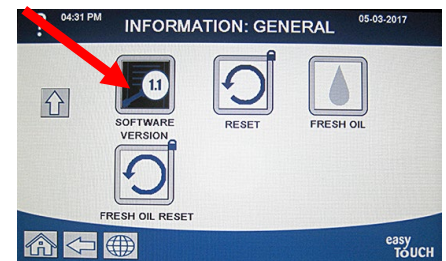 ?
04:31 PM
INFORMATION: GENERAL
05-03-2017
1.1
SOFTWARE
VERSION
RESET
FRESH OIL
FRESH OIL RESET
easy
TOUCH